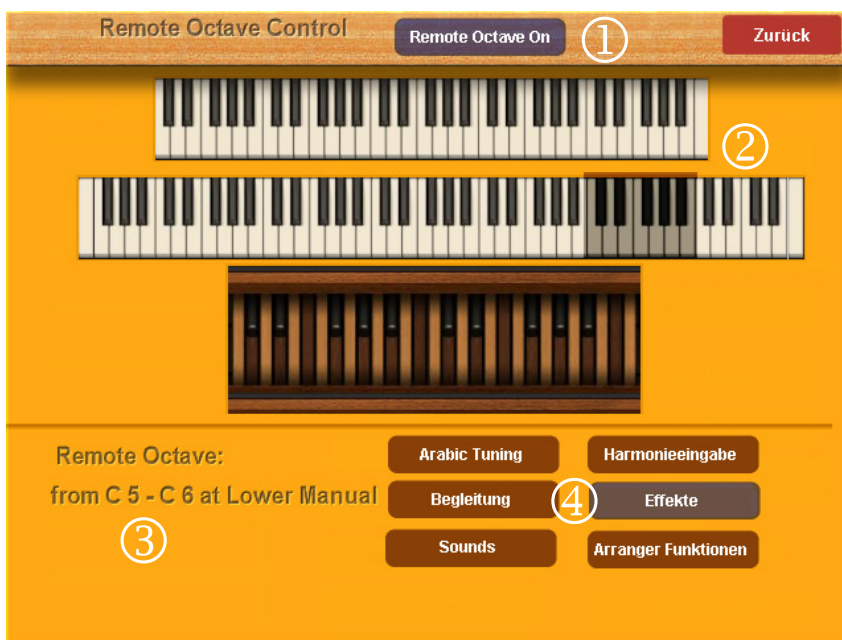 Remote Octave Control
Remote Octave On
①
Zurück
②
Remote Octave:
from C 5 - C 6 at Lower Manual
③
Arabic Tuning
Harmonieeingabe
Begleitung
④
Effekte
Sounds
Arranger Funktionen